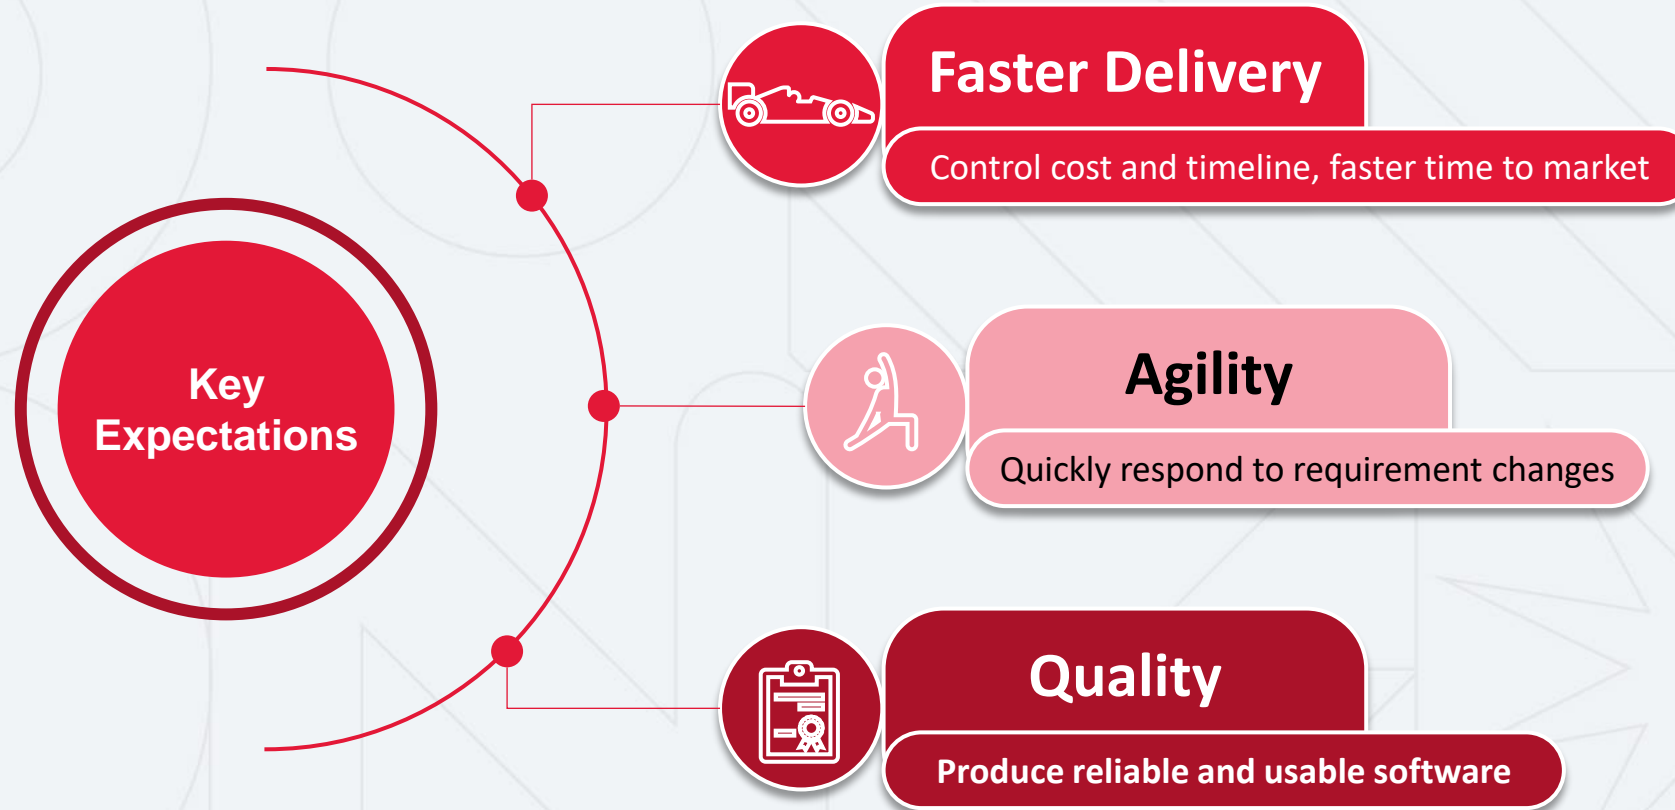 Key
Expectations
Faster Delivery
Control cost and timeline, faster time to market
Agility
Quickly respond to requirement changes
Quality
Produce reliable and usable software